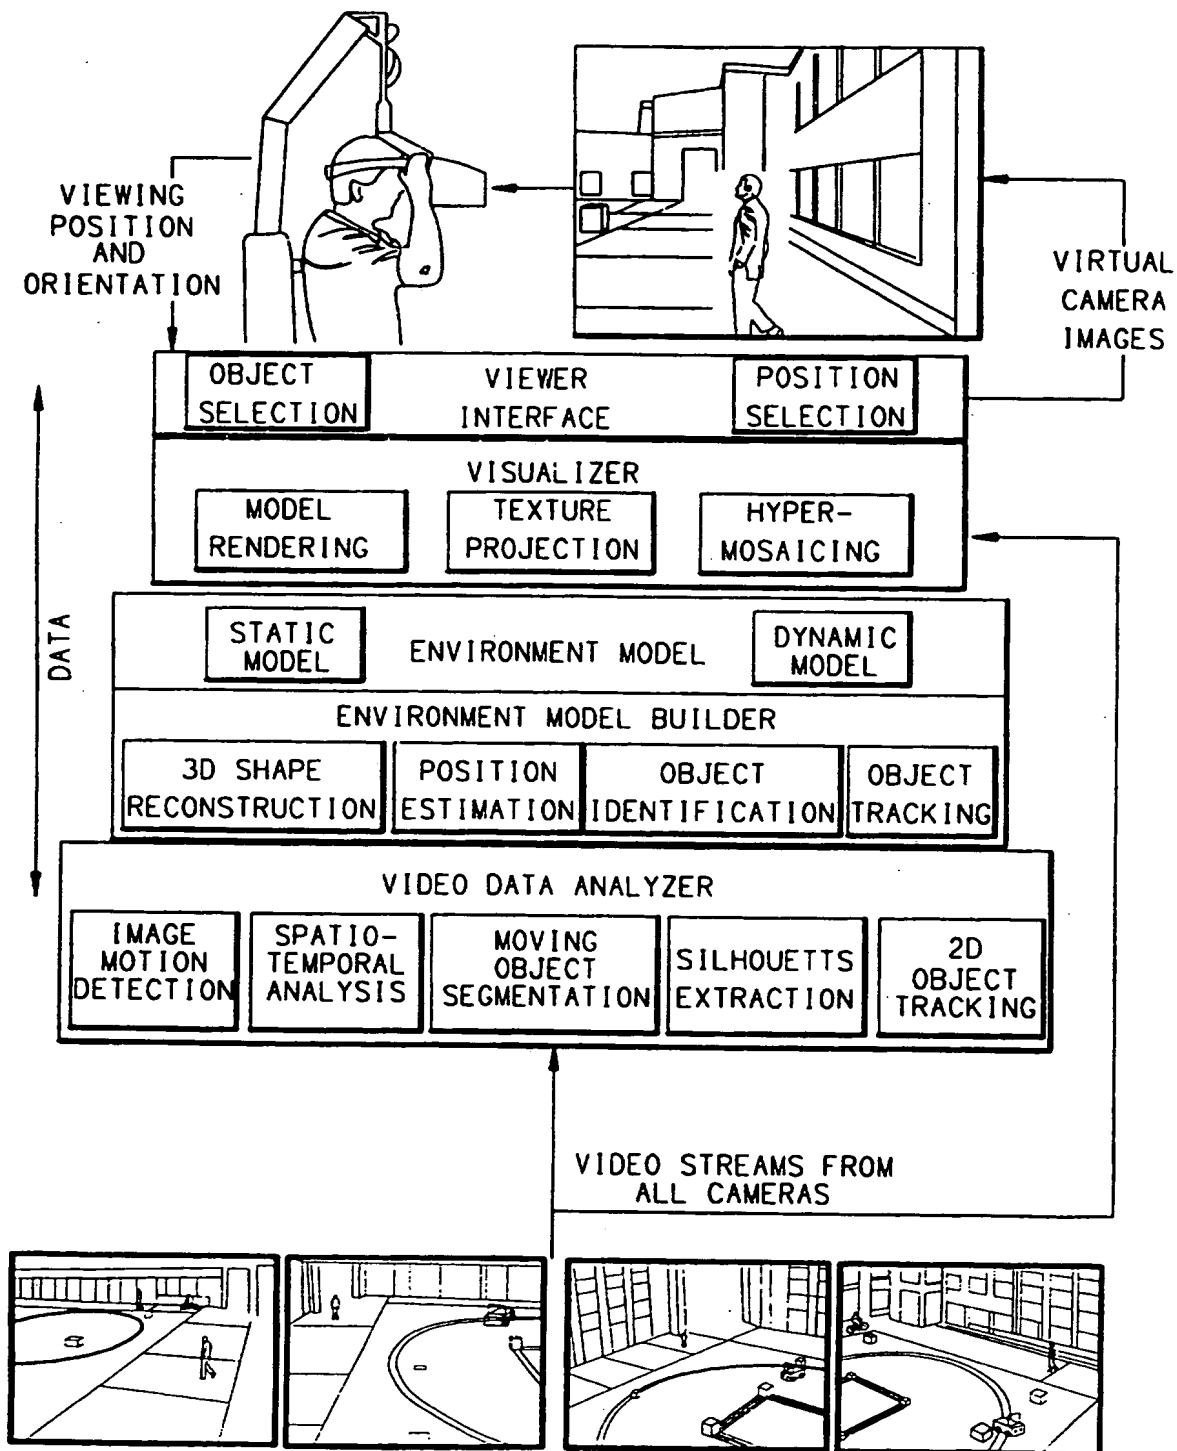 VIEWING
POSITION
AND
ORIENTATION
VIRTUAL
CAMERA
IMAGES
OBJECT
SELECTION
VIEWER
INTERFACE
POSITION
SELECTION
VISUALIZER
MODEL
RENDERING
TEXTURE
PROJECTION
HYPER-
MOSAICING
DATA
STATIC
MODEL
ENVIRONMENT MODEL
DYNAMIC
MODEL
ENVIRONMENT MODEL BUILDER
3D SHAPE
RECONSTRUCTION
POSITION
ESTIMATION
OBJECT
IDENTIFICATION
OBJECT
TRACKING
VIDEO DATA ANALYZER
IMAGE
MOTION
DETECTION
SPATIO-
TEMPORAL
ANALYSIS
MOVING
OBJECT
SEGMENTATION
SILHOUETTS
EXTRACTION
2D
OBJECT
TRACKING
VIDEO STREAMS FROM
ALL CAMERAS